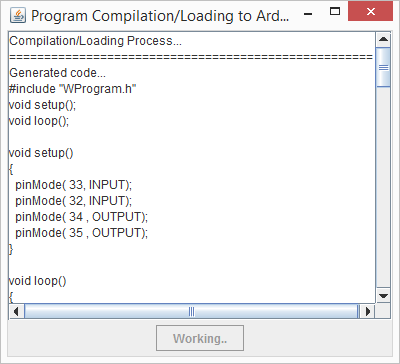 Program Compilation/Loading to Ard...
Compilation/Loading Process...
==================================================
Generated code...
#include "WProgram.h"
void setup();
void loop();
void setup()
{
pinMode( 33, INPUT);
pinMode( 32, INPUT);
pinMode( 34 , OUTPUT);
pinMode( 35 , OUTPUT);
}
void loop()
{
Working..